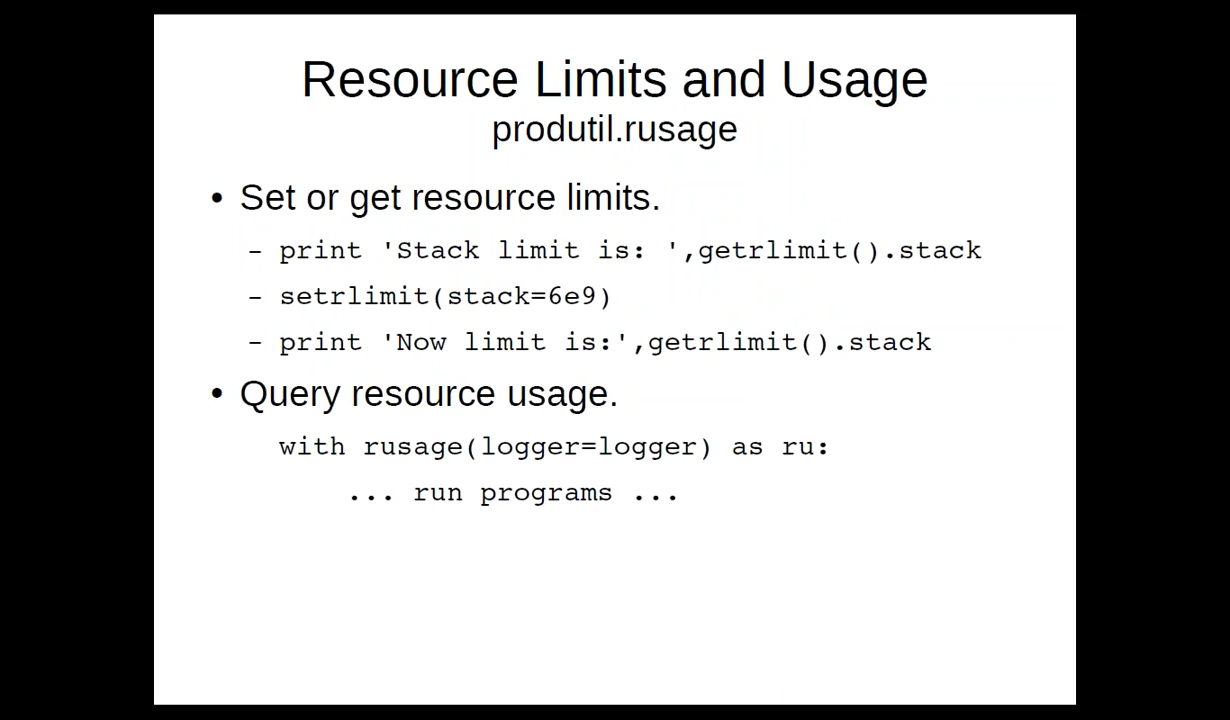 Resource Limits and Usage
produtil.rusage
• Set or get resource limits.
– print 'Stack limit is: ',getrlimit().stack
– setrlimit(stack=6e9)
– print 'Now limit is:',getrlimit().stack
• Query resource usage.
with rusage(logger=logger) as ru:
... run programs ...